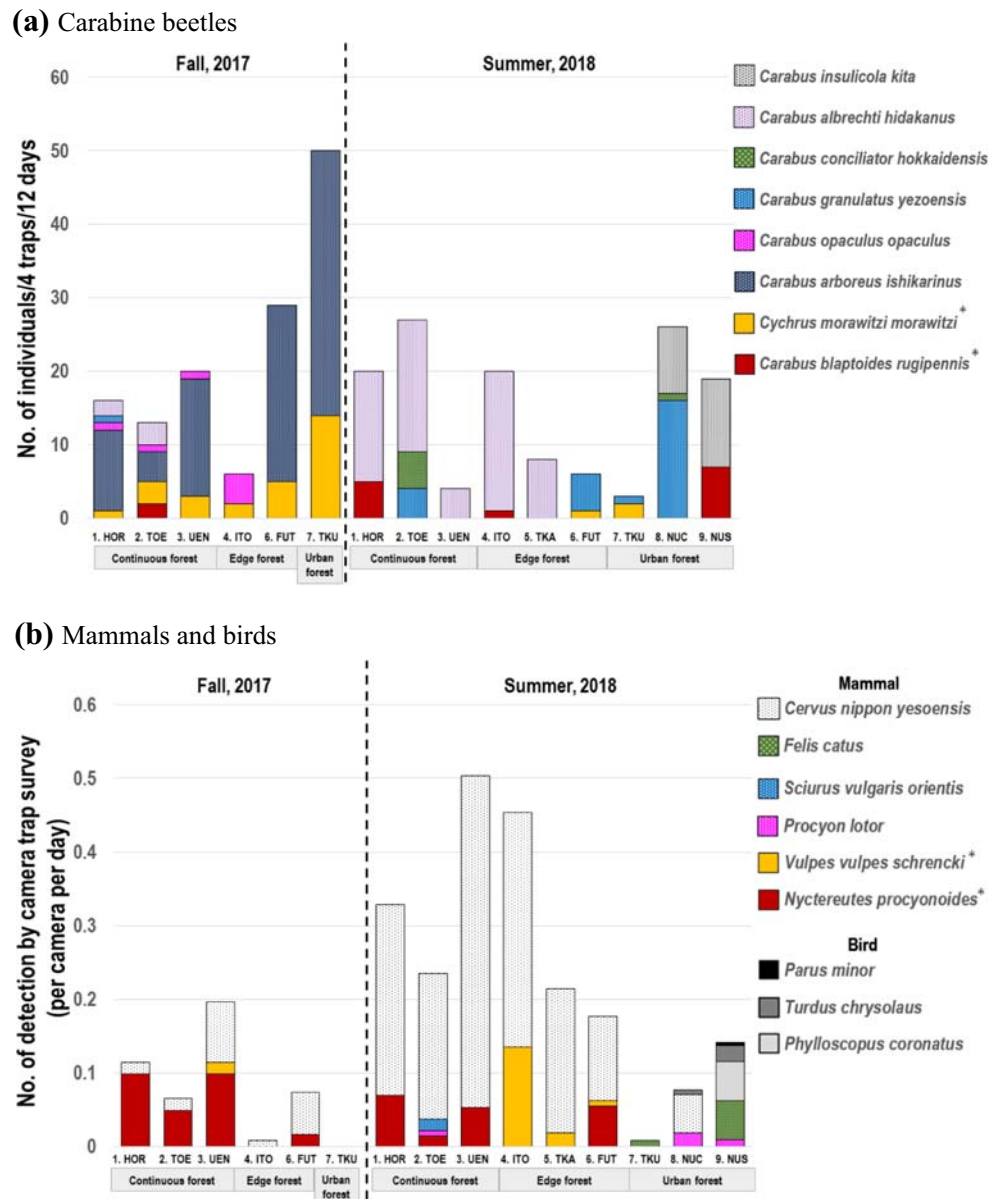 (a) Carabine beetles
Fall, 2017
Summer, 2018
No. of individuals/4 traps/12 days
60
50
40
30
20
10
0
Carabus insulicola kita
Carabus albrechti hidakanus
Carabus conciliator hokkaidensis
Carabus granulatus yezoensis
Carabus opaculus opaculus
Carabus arboreus ishikarinus
Cychrus morawitzi morawitzi *
Carabus blaptoides rugipennis *
1. HOR 2. TOE 3. UEN 4. ITO 6. FUT 7. TKU 1. HOR 2. TOE 3. UEN 4. ITO 5. TKA 6. FUT 7. TKU 8. NUC 9. NUS
Continuous forest Edge forest Urban forest Continuous forest Edge forest Urban forest
(b) Mammals and birds
Fall, 2017
Summer, 2018
No. of detection by camera trap survey
(per camera per day)
0.6
0.5
0.4
0.3
0.2
0.1
0
Mammal
Cervus nippon yesoensis
Felis catus
Sciurus vulgaris orientis
Procyon lotor
Vulpes vulpes schrencki *
Nyctereutes procyonoides*
Bird
Parus minor
Turdus chrysolaus
Phylloscopus coronatus
1. HOR 2. TOE 3. UEN 4. ITO 6. FUT 7. TKU 1. HOR 2. TOE 3. UEN 4. ITO 5. TKA 6. FUT 7. TKU 8. NUC 9. NUS
Continuous forest Edge forest Urban forest Continuous forest Edge forest Urban forest